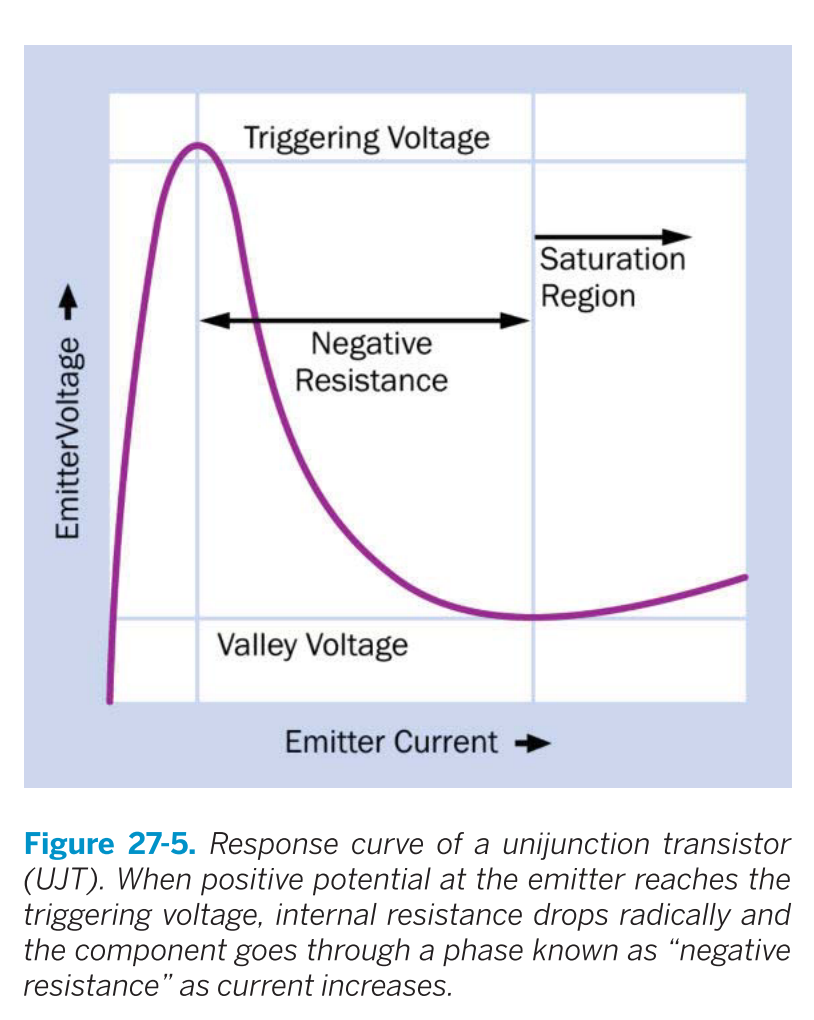 Triggering Voltage
Saturation
Region
Negative
Resistance
EmitterVoltage
Valley Voltage
Emitter Current
Figure 27-5. Response curve of a unijunction transistor
(UJT). When positive potential at the emitter reaches the
triggering voltage, internal resistance drops radically and
the component goes through a phase known as “negative
resistance” as current increases.